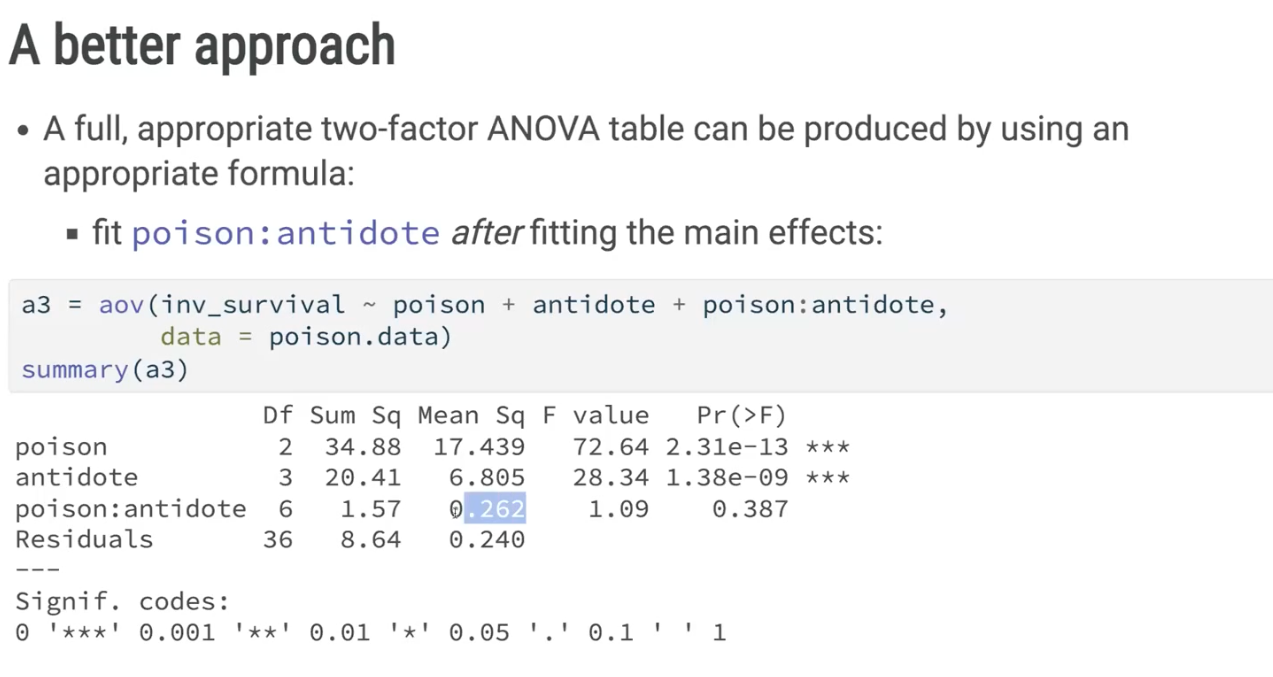 A better approach
• A full, appropriate two-factor ANOVA table can be produced by using an
appropriate formula:
▪ fit poison:antidote after fitting the main effects:
a3 = aov(inv_survival ~ poison + antidote + poison:antidote,
         data = poison.data)
summary(a3)
                Df Sum Sq Mean Sq F value   Pr(>F)
poison           2  34.88  17.439   72.64 2.31e-13 ***
antidote         3  20.41   6.805   28.34 1.38e-09 ***
poison:antidote  6   1.57   0.262    1.09    0.387
Residuals       36   8.64   0.240
---
Signif. codes:
0 '***' 0.001 '**' 0.01 '*' 0.05 '.' 0.1 ' ' 1